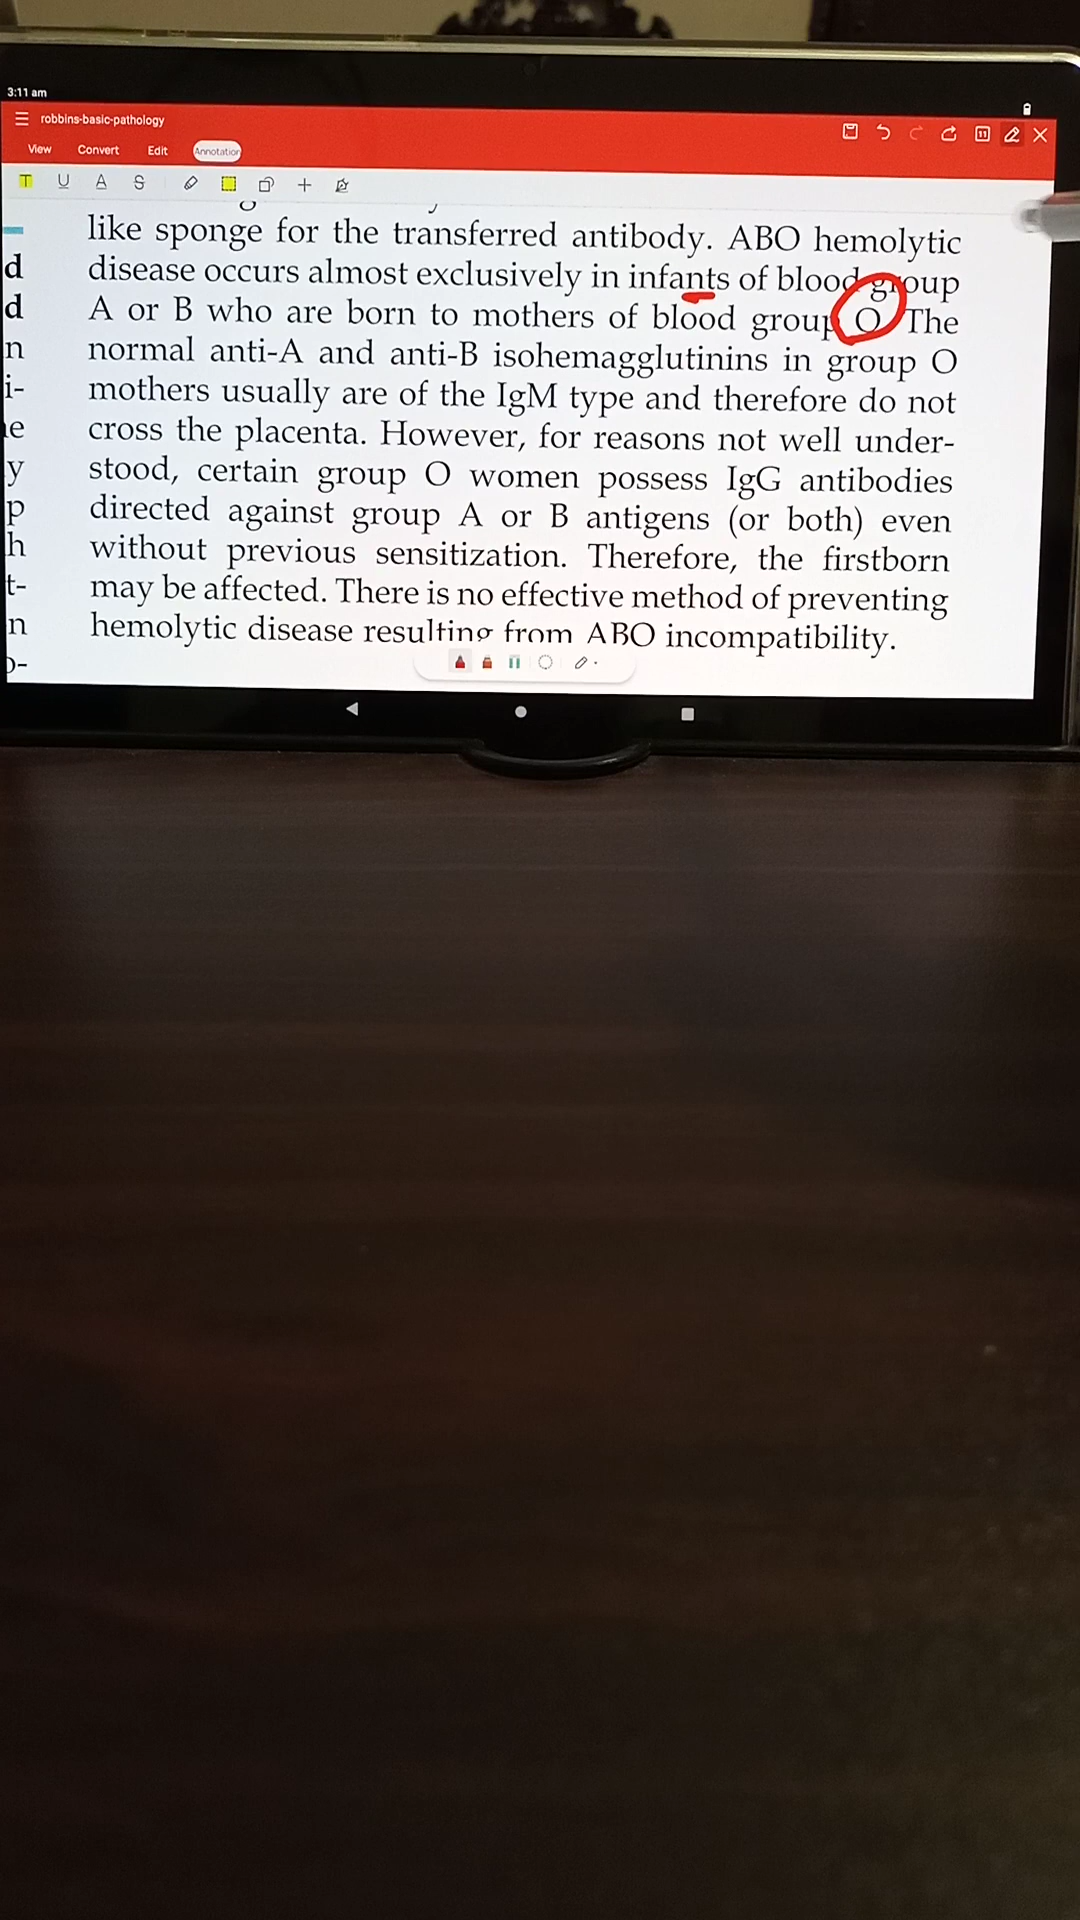 3:11 am
robbins-basic-pathology
View Convert Edit Annotation
T U A S
like sponge for the transferred antibody. ABO hemolytic
disease occurs almost exclusively in infants of blood group
A or B who are born to mothers of blood group O. The
normal anti-A and anti-B isohemagglutinins in group O
mothers usually are of the IgM type and therefore do not
cross the placenta. However, for reasons not well under-
stood, certain group O women possess IgG antibodies
directed against group A or B antigens (or both) even
without previous sensitization. Therefore, the firstborn
may be affected. There is no effective method of preventing
hemolytic disease resulting from ABO incompatibility.
d
d
n
i-
e
y
p
h
t-
n